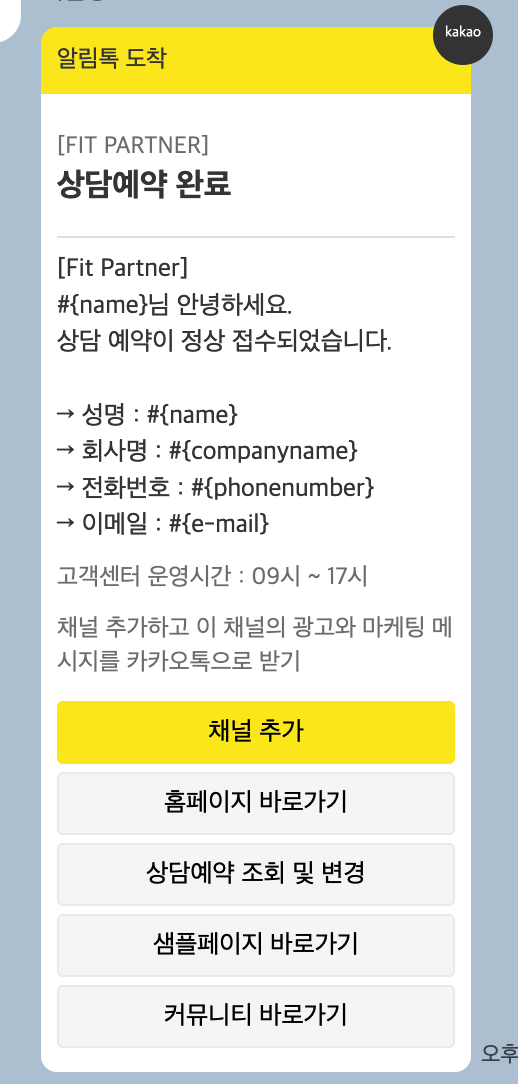 kakao
알림톡 도착
[FIT PARTNER]
상담예약 완료
[Fit Partner]
#{name}님 안녕하세요.
상담 예약이 정상 접수되었습니다.
→ 성명 : #{name}
→ 회사명 : #{companyname}
→ 전화번호 : #{phonenumber}
→ 이메일 : #{e-mail}
고객센터 운영시간 : 09시 ~ 17시
채널 추가하고 이 채널의 광고와 마케팅 메
시지를 카카오톡으로 받기
채널 추가
홈페이지 바로가기
상담예약 조회 및 변경
샘플페이지 바로가기
커뮤니티 바로가기
오후